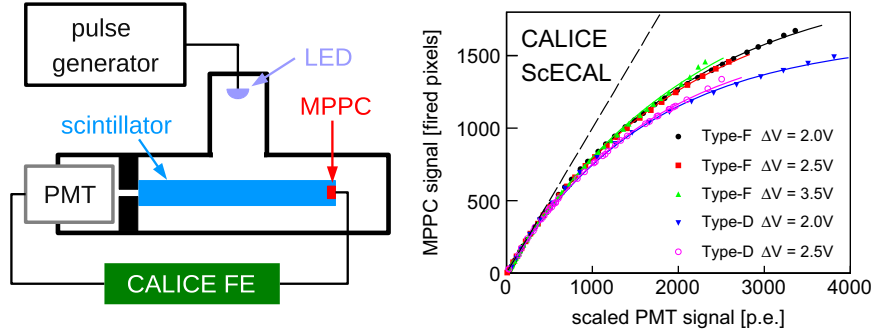 pulse
generator
LED
MPPC
scintillator
PMT
CALICE FE
MPPC signal [fired pixels]
1500
1000
500
0
CALICE
ScECAL
Type-F ΔV = 2.0V
Type-F ΔV = 2.5V
Type-F ΔV = 3.5V
Type-D ΔV = 2.0V
Type-D ΔV = 2.5V
0 1000 2000 3000 4000
scaled PMT signal [p.e.]